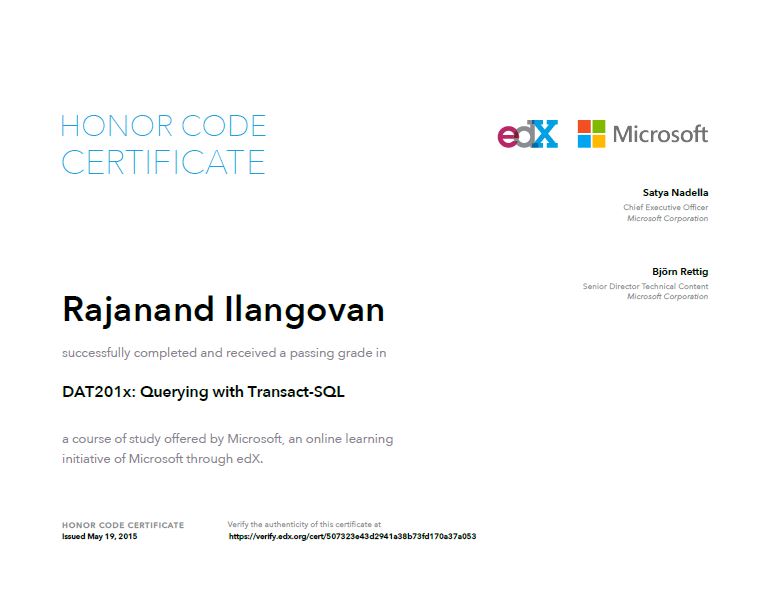 HONOR CODE
CERTIFICATE
edX Microsoft
Satya Nadella
Chief Executive Officer
Microsoft Corporation
Björn Rettig
Senior Director Technical Content
Microsoft Corporation
Rajanand Ilangovan
successfully completed and received a passing grade in
DAT201x: Querying with Transact-SQL
a course of study offered by Microsoft, an online learning
initiative of Microsoft through edX.
HONOR CODE CERTIFICATE
Issued May 19, 2015
Verify the authenticity of this certificate at
https://verify.edx.org/cert/507323e43d2941a38b73fd170a37a053